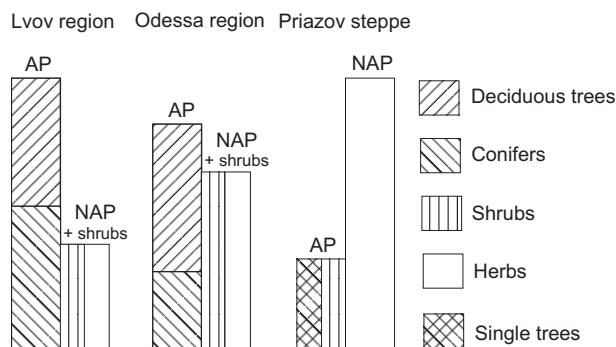 Lvov region
Odessa region
Priazov steppe
AP
NAP
+ shrubs
AP
NAP
+ shrubs
AP
NAP
Deciduous trees
Conifers
Shrubs
Herbs
Single trees